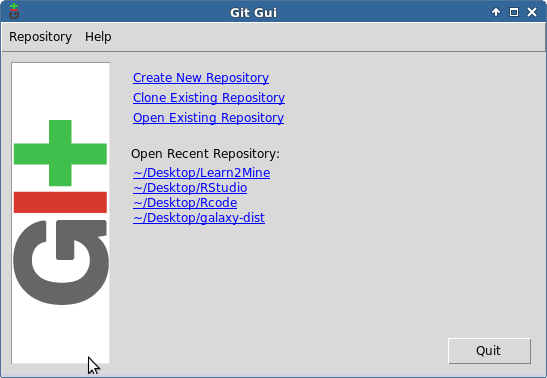 Git Gui
Repository Help
Create New Repository
Clone Existing Repository
Open Existing Repository
Open Recent Repository:
~/Desktop/Learn2Mine
~/Desktop/RStudio
~/Desktop/Rcode
~/Desktop/galaxy-dist
GIt
Quit